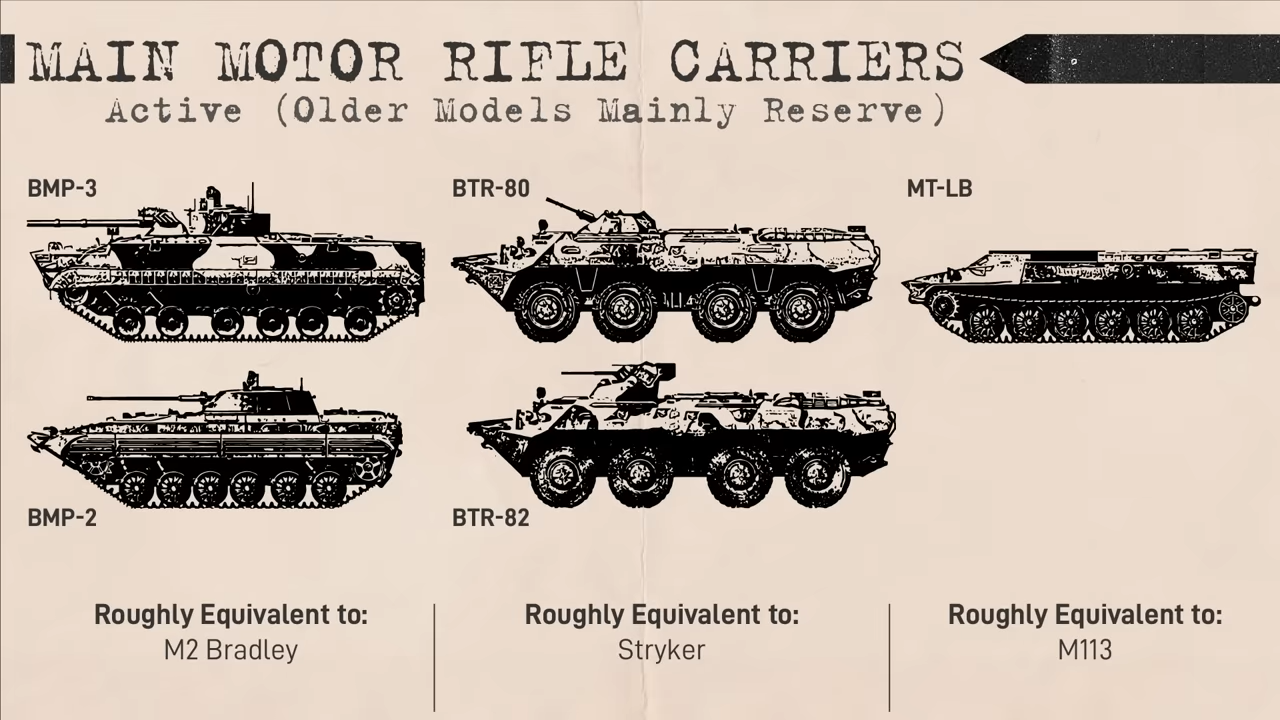 MAIN MOTOR RIFLE CARRIERS
Active (Older Models Mainly Reserve)
BMP-3
BTR-80
MT-LB
BMP-2
BTR-82
Roughly Equivalent to:
M2 Bradley
Roughly Equivalent to:
Stryker
Roughly Equivalent to:
M113